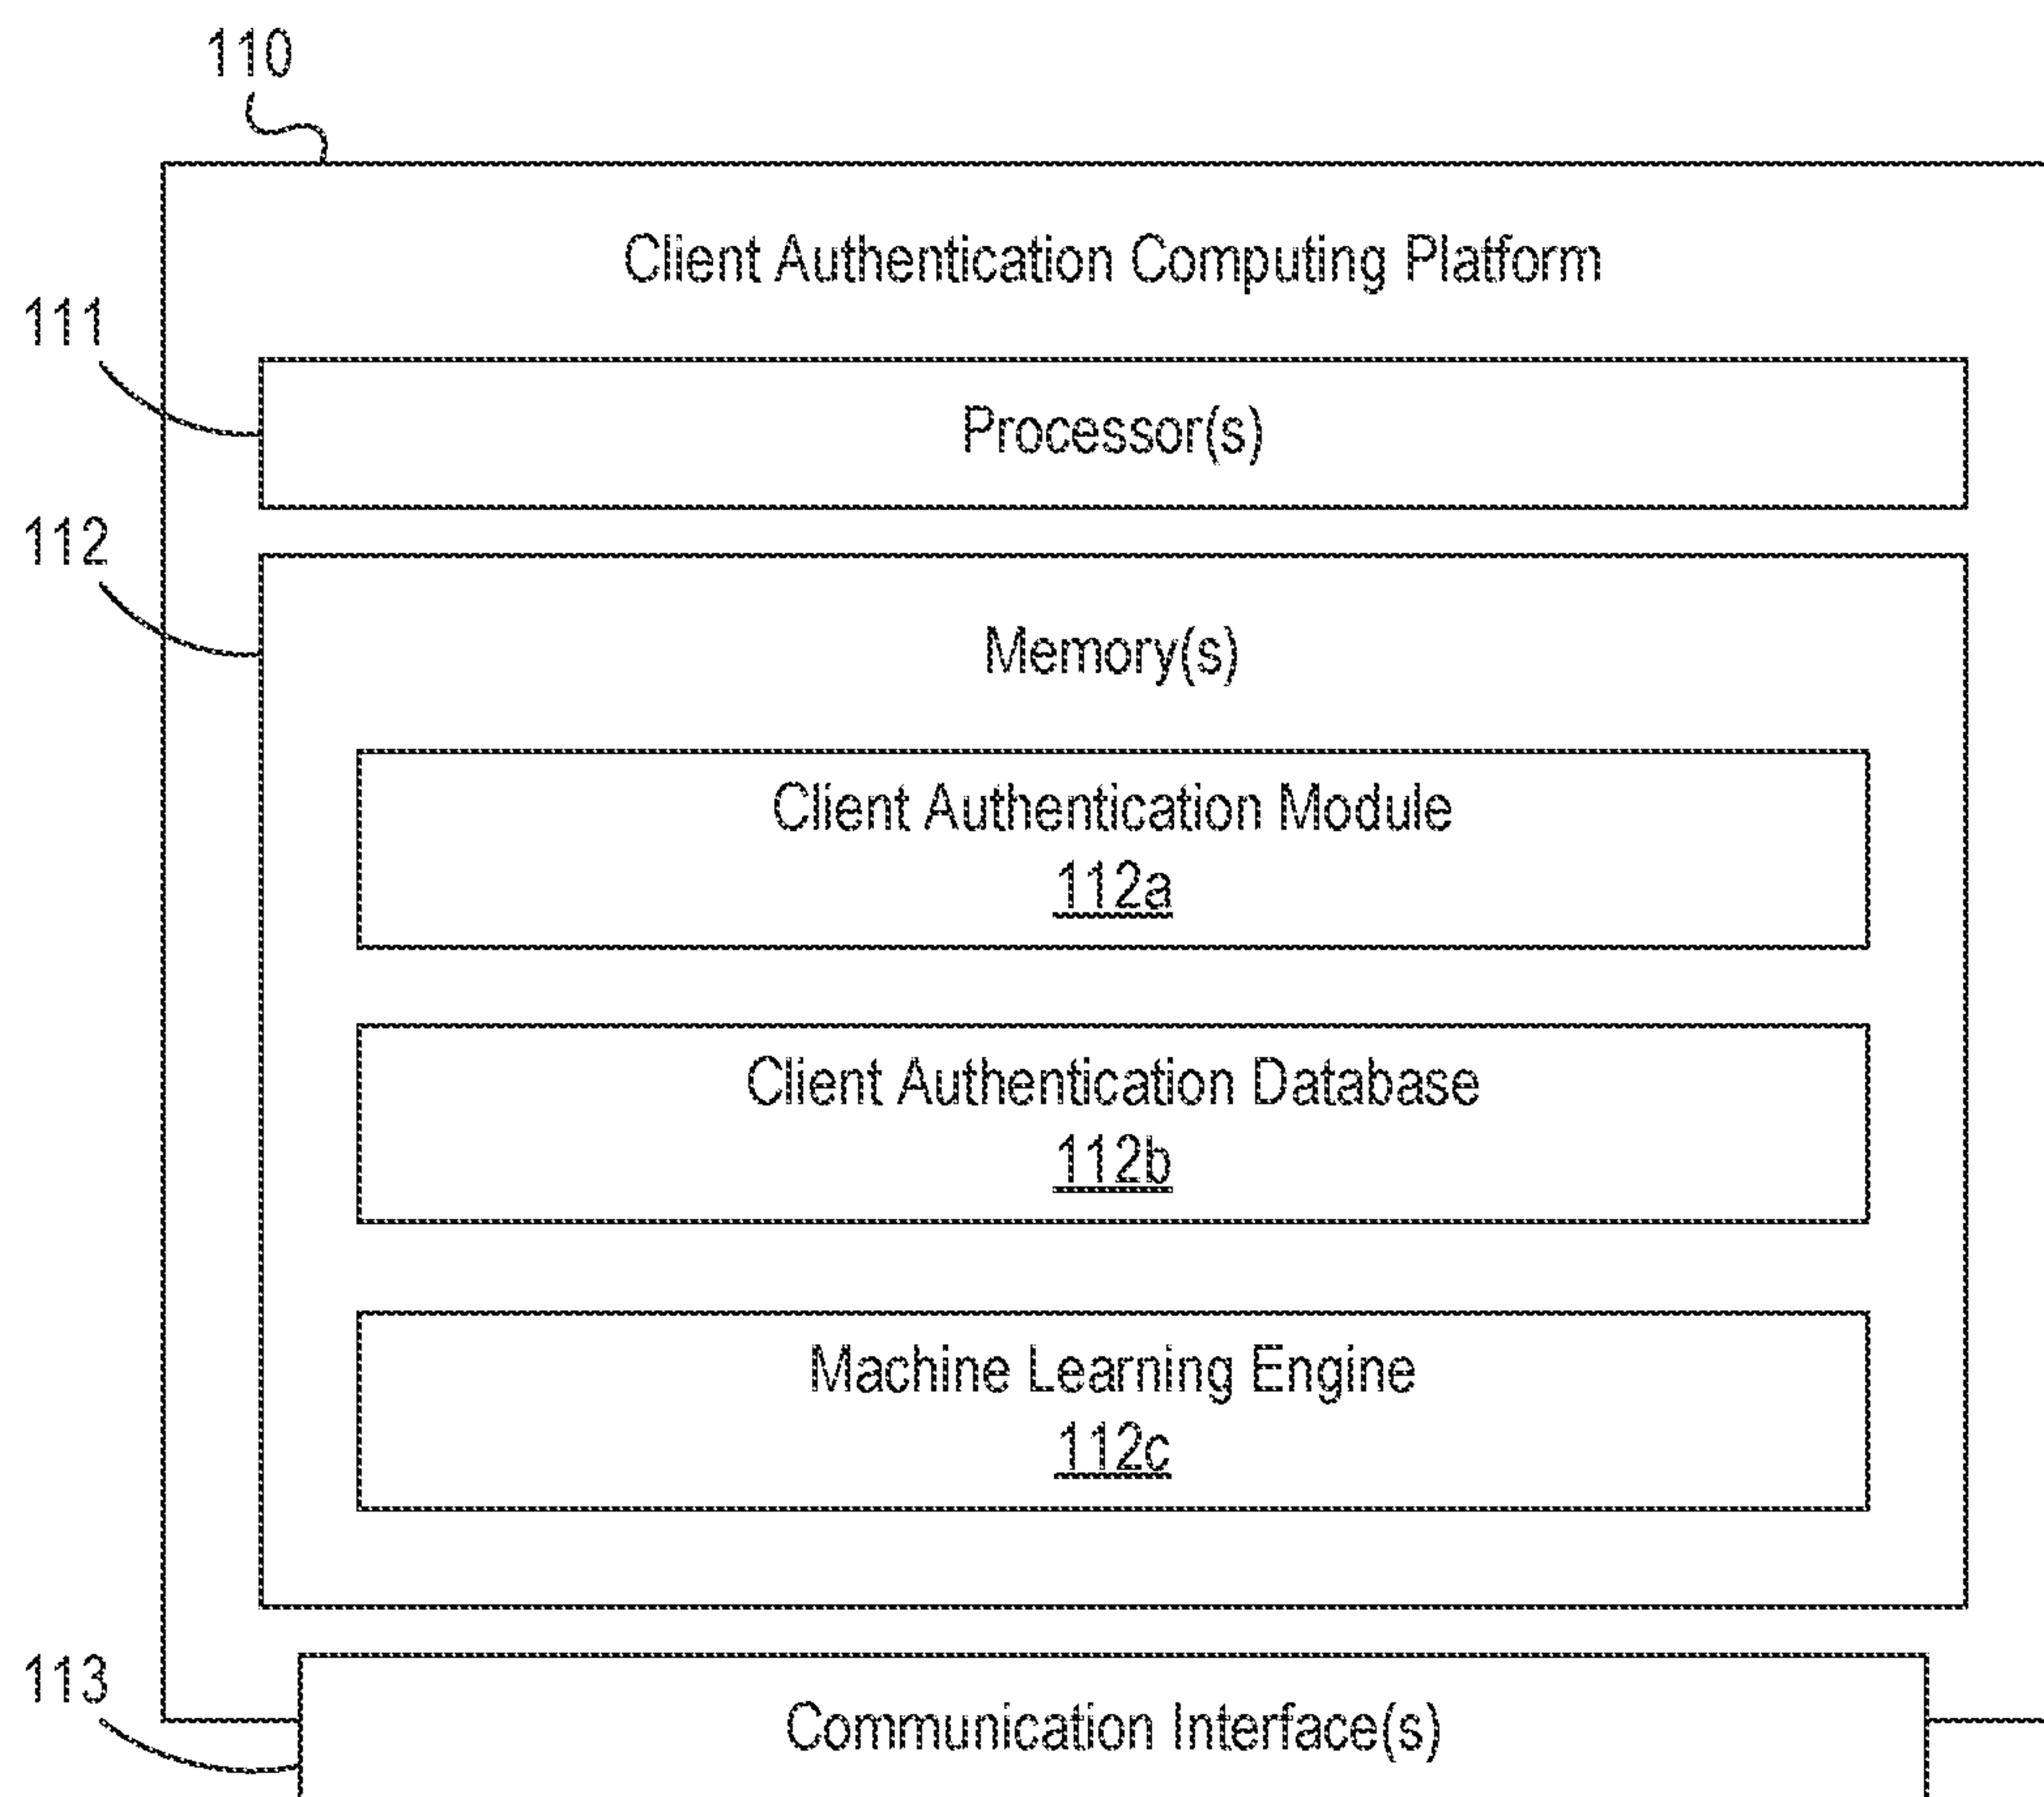 110
Client Authentication Computing Platform
111
Processor(s)
112
Memory(s)
Client Authentication Module
112a
Client Authentication Database
112b
Machine Learning Engine
112c
113
Communication Interface(s)